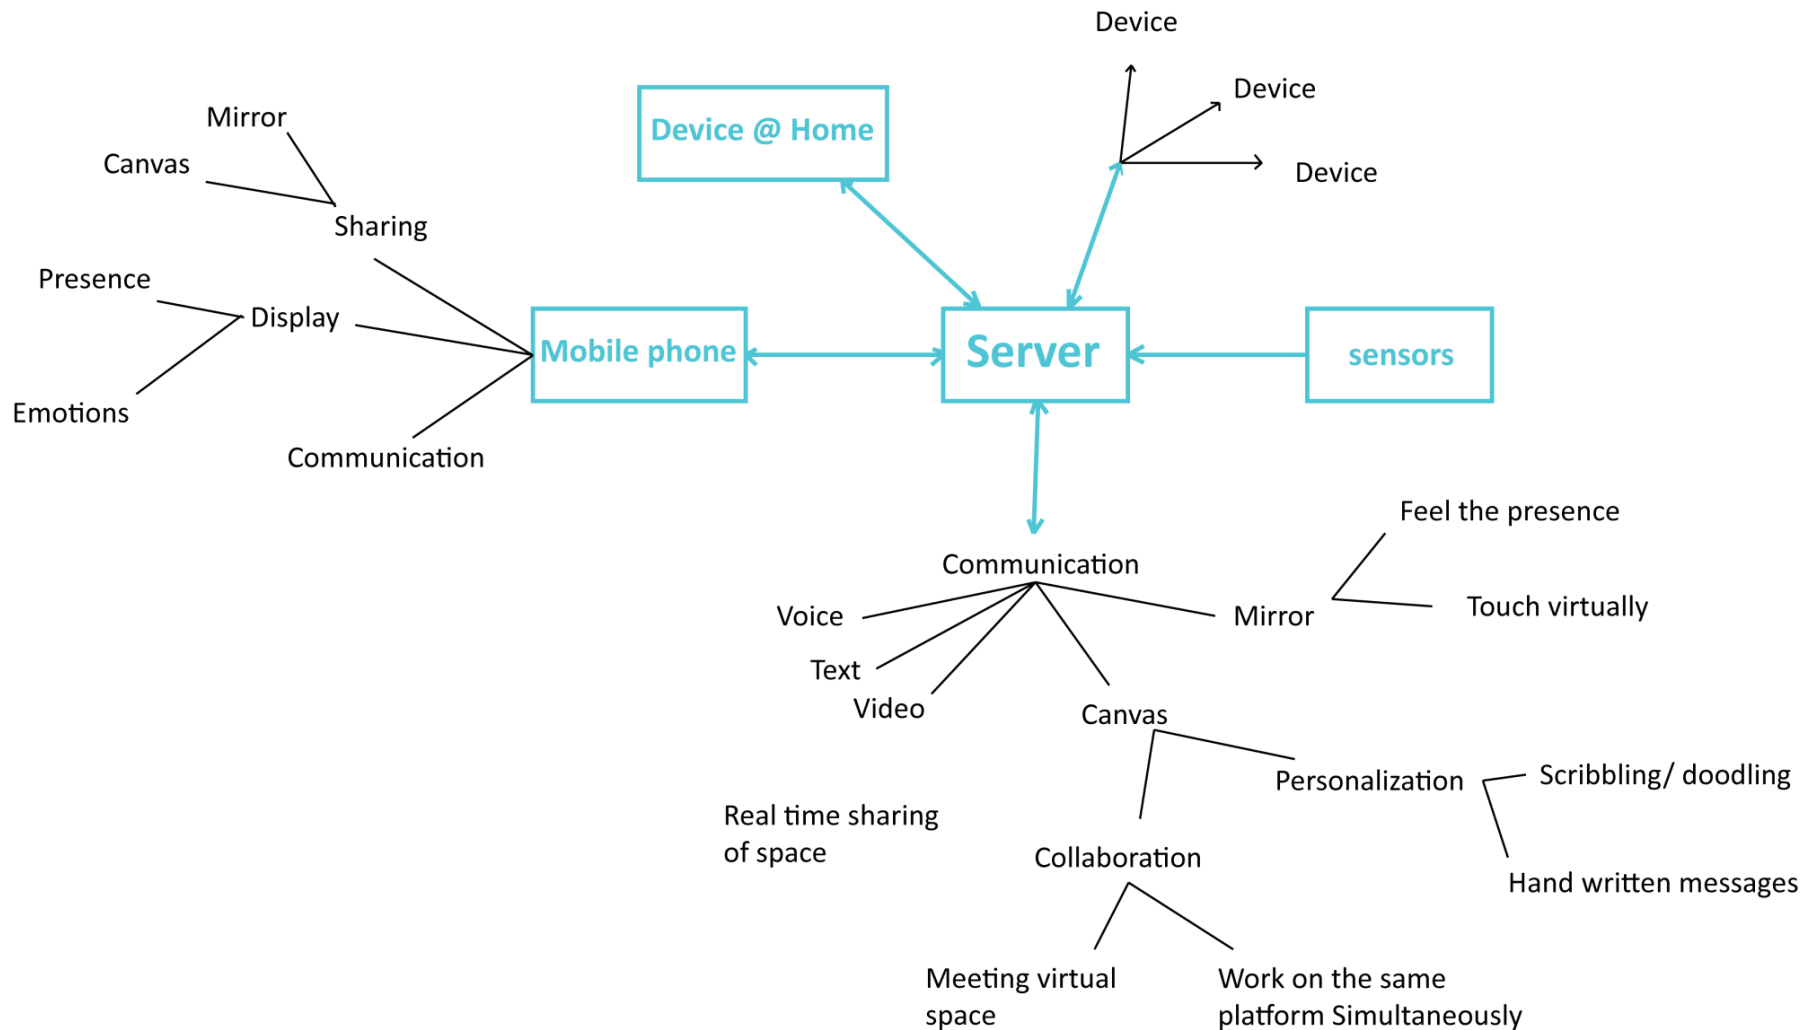 Device
Device
Device
Device @ Home
Mirror
Canvas
Sharing
Presence
Display
Emotions
Communication
Mobile phone
Server
sensors
Communication
Voice
Text
Video
Mirror
Feel the presence
Touch virtually
Canvas
Personalization
Scribbling/ doodling
Hand written messages
Real time sharing
of space
Collaboration
Meeting virtual
space
Work on the same
platform Simultaneously